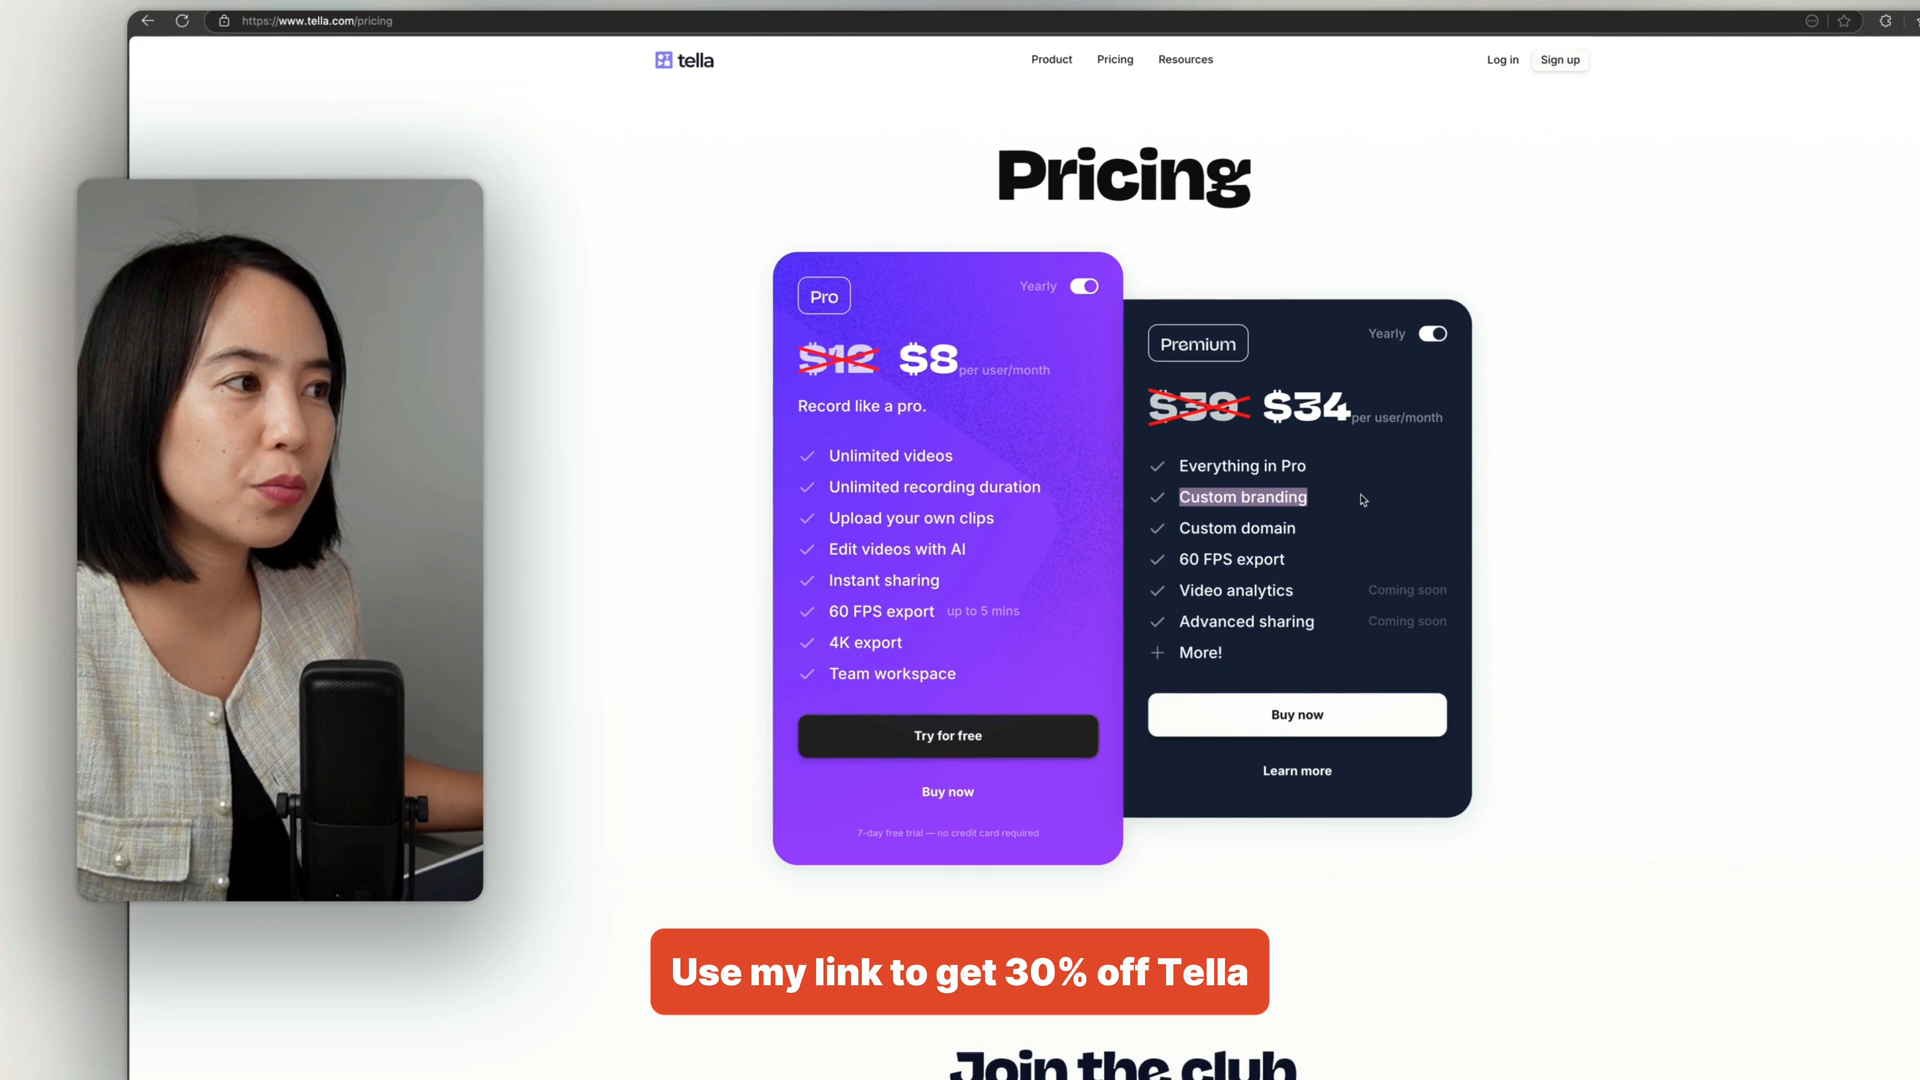 https://www.tella.com/pricing
tella
Product
Pricing
Resources
Log in
Sign up
Pricing
Pro
Yearly
$12 $8 per user/month
Record like a pro.
Unlimited videos
Unlimited recording duration
Upload your own clips
Edit videos with AI
Instant sharing
60 FPS export up to 5 mins
4K export
Team workspace
Try for free
Buy now
7-day free trial — no credit card required
Premium
Yearly
$39 $34 per user/month
Everything in Pro
Custom branding
Custom domain
60 FPS export
Video analytics Coming soon
Advanced sharing Coming soon
More!
Buy now
Learn more
Use my link to get 30% off Tella
Join the club